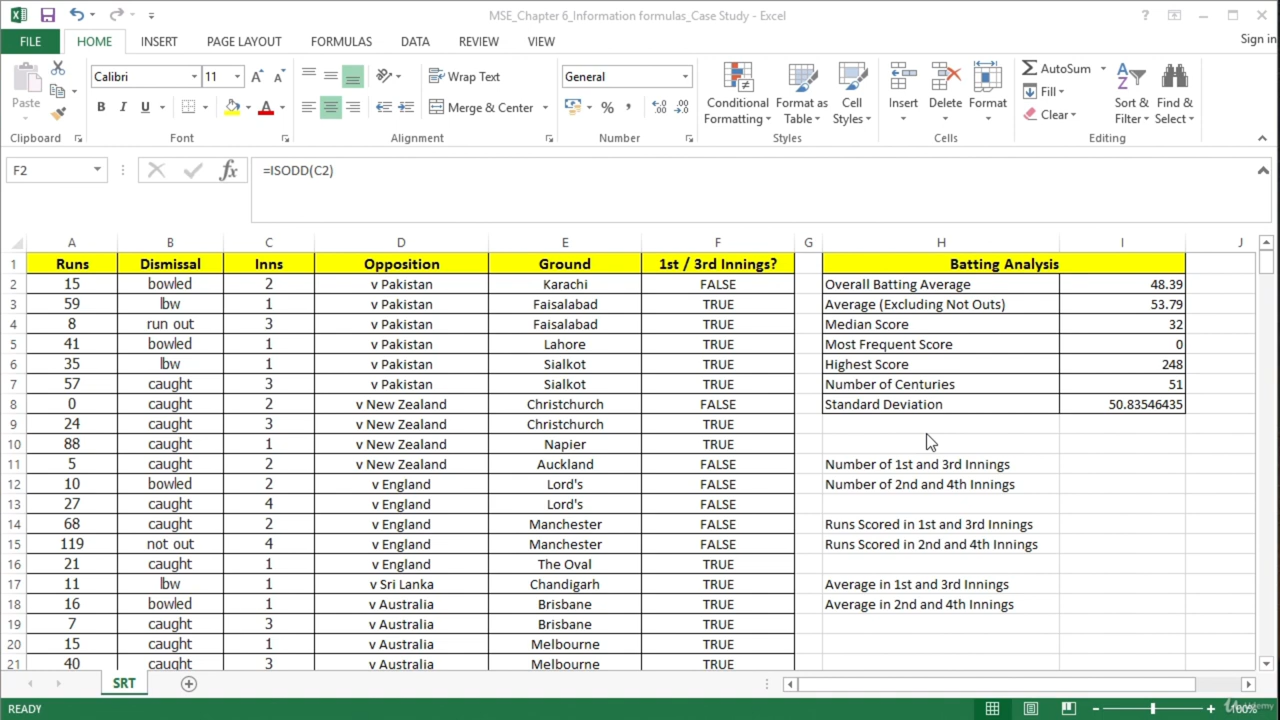 MSE_Chapter 6_Information formulas_Case Study - Excel
FILE HOME INSERT PAGE LAYOUT FORMULAS DATA REVIEW VIEW Sign in
Paste Calibri 11 Wrap Text General Conditional Formatting Format as Table Cell Styles Insert Delete Format AutoSum Sort & Filter Find & Select
B I U Merge & Center % Fill Clear
Clipboard Font Alignment Number Styles Cells Editing
F2 fx =ISODD(C2)
A B C D E F G H I J
1 Runs Dismissal Inns Opposition Ground 1st / 3rd Innings? Batting Analysis
2 15 bowled 2 v Pakistan Karachi FALSE Overall Batting Average 48.39
3 59 lbw 1 v Pakistan Faisalabad TRUE Average (Excluding Not Outs) 53.79
4 8 run out 3 v Pakistan Faisalabad TRUE Median Score 32
5 41 bowled 1 v Pakistan Lahore TRUE Most Frequent Score 0
6 35 lbw 1 v Pakistan Sialkot TRUE Highest Score 248
7 57 caught 3 v Pakistan Sialkot TRUE Number of Centuries 51
8 0 caught 2 v New Zealand Christchurch FALSE Standard Deviation 50.83546435
9 24 caught 3 v New Zealand Christchurch TRUE
10 88 caught 1 v New Zealand Napier TRUE
11 5 caught 2 v New Zealand Auckland FALSE Number of 1st and 3rd Innings
12 10 bowled 2 v England Lord's FALSE Number of 2nd and 4th Innings
13 27 caught 4 v England Lord's FALSE
14 68 caught 2 v England Manchester FALSE Runs Scored in 1st and 3rd Innings
15 119 not out 4 v England Manchester FALSE Runs Scored in 2nd and 4th Innings
16 21 caught 1 v England The Oval TRUE
17 11 lbw 1 v Sri Lanka Chandigarh TRUE Average in 1st and 3rd Innings
18 16 bowled 1 v Australia Brisbane TRUE Average in 2nd and 4th Innings
19 7 caught 3 v Australia Brisbane TRUE
20 15 caught 1 v Australia Melbourne TRUE
21 40 caught 3 v Australia Melbourne TRUE
SRT
READY 100% Udemy